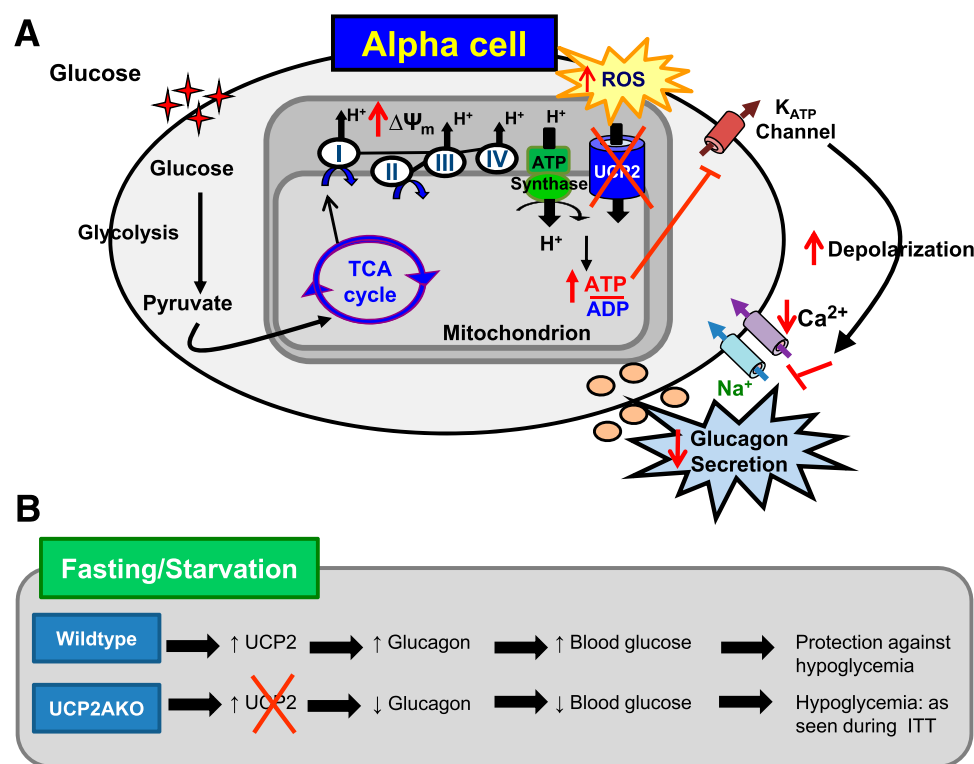 A
Alpha cell
Glucose
ROS
K_ATP
Channel
H⁺
ΔΨₘ
H⁺
H⁺
H⁺
I
II
III
IV
ATP
Synthase
UCP2
Glucose
Glycolysis
Pyruvate
TCA
cycle
H⁺
ATP
ADP
Mitochondrion
↑ Depolarization
Ca²⁺
Na⁺
Glucagon
Secretion
B
Fasting/Starvation
Wildtype
↑ UCP2
↑ Glucagon
↑ Blood glucose
Protection against
hypoglycemia
UCP2AKO
↑ UCP2
↓ Glucagon
↓ Blood glucose
Hypoglycemia: as
seen during ITT